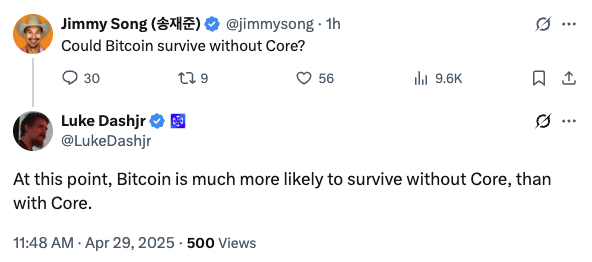 Jimmy Song (송재준) @jimmysong · 1h
Could Bitcoin survive without Core?
30 9 56 9.6K
Luke Dashjr
@LukeDashjr
At this point, Bitcoin is much more likely to survive without Core, than
with Core.
11:48 AM · Apr 29, 2025 · 500 Views